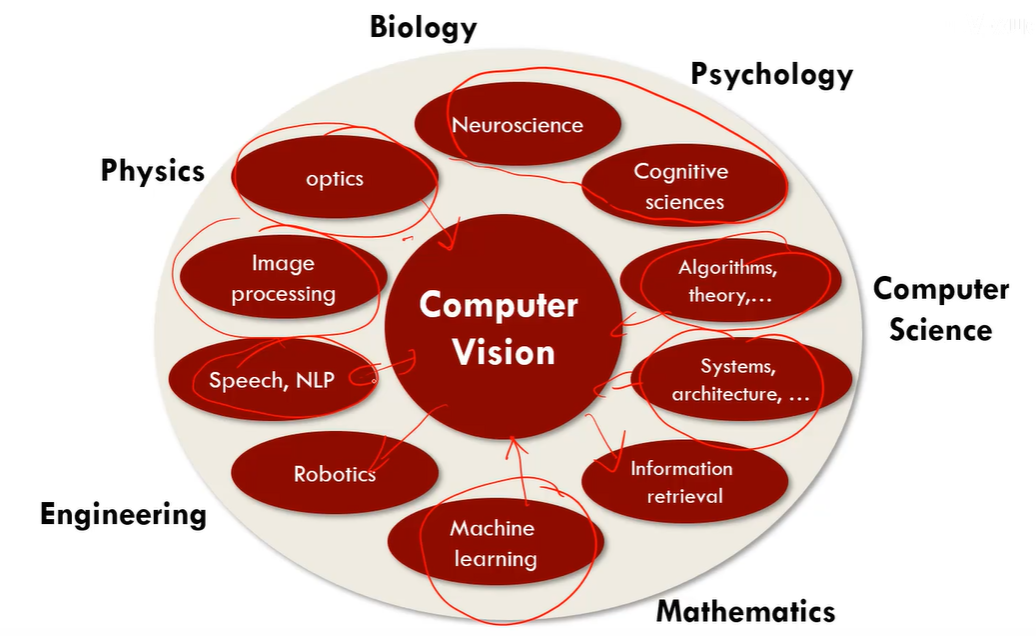 Biology
Psychology
Neuroscience
Physics
optics
Cognitive
sciences
Image
processing
Algorithms,
theory,...
Computer
Science
Computer
Vision
Speech, NLP
Systems,
architecture, ...
Robotics
Information
retrieval
Engineering
Machine
learning
Mathematics